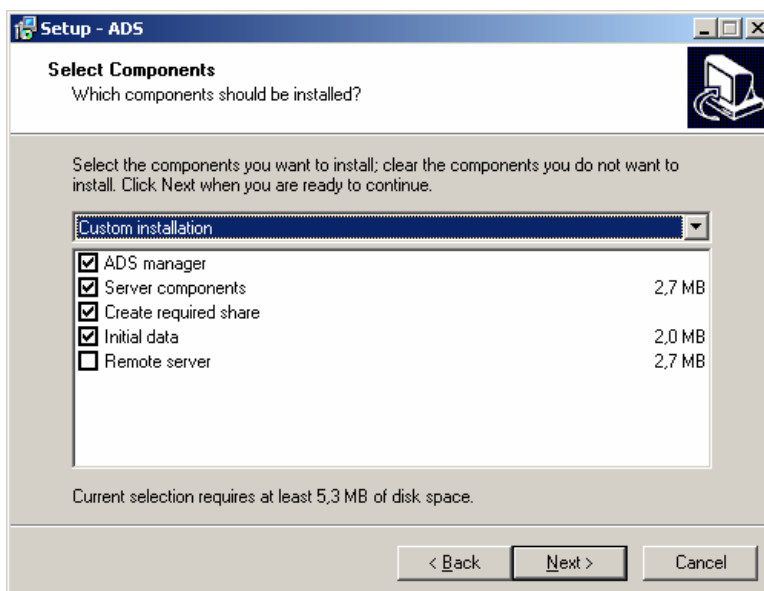 Setup - ADS
Select Components
Which components should be installed?
Select the components you want to install; clear the components you do not want to
install. Click Next when you are ready to continue.
Custom installation
ADS manager
Server components 2,7 MB
Create required share
Initial data 2,0 MB
Remote server 2,7 MB
Current selection requires at least 5,3 MB of disk space.
< Back Next > Cancel